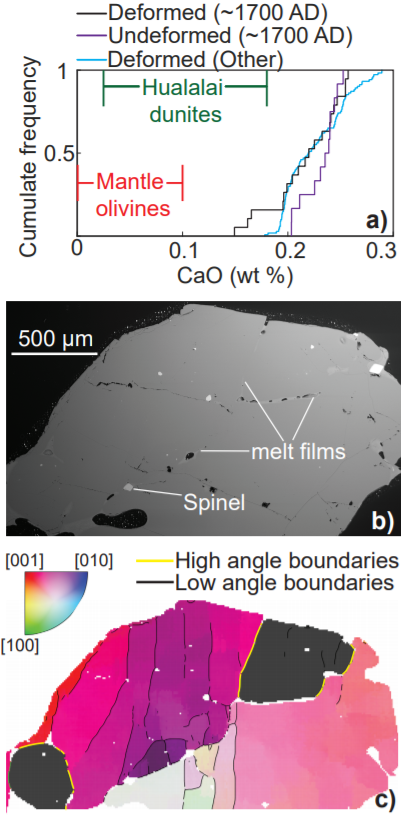 Deformed (~1700 AD)
Undeformed (~1700 AD)
Deformed (Other)
Cumulate frequency
1
0.5
Hualalai
dunites
Mantle
olivines
a)
0
0.1
0.2
0.3
CaO (wt %)
500 µm
melt films
Spinel
b)
[001]
[010]
[100]
High angle boundaries
Low angle boundaries
c)